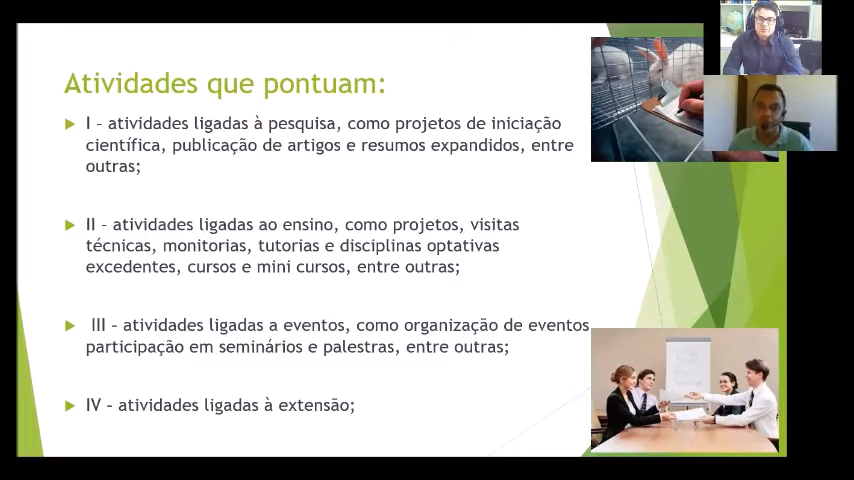 Atividades que pontuam:
I – atividades ligadas à pesquisa, como projetos de iniciação
científica, publicação de artigos e resumos expandidos, entre
outras;
II – atividades ligadas ao ensino, como projetos, visitas
técnicas, monitorias, tutorias e disciplinas optativas
excedentes, cursos e mini cursos, entre outras;
III – atividades ligadas a eventos, como organização de eventos
participação em seminários e palestras, entre outras;
IV – atividades ligadas à extensão;